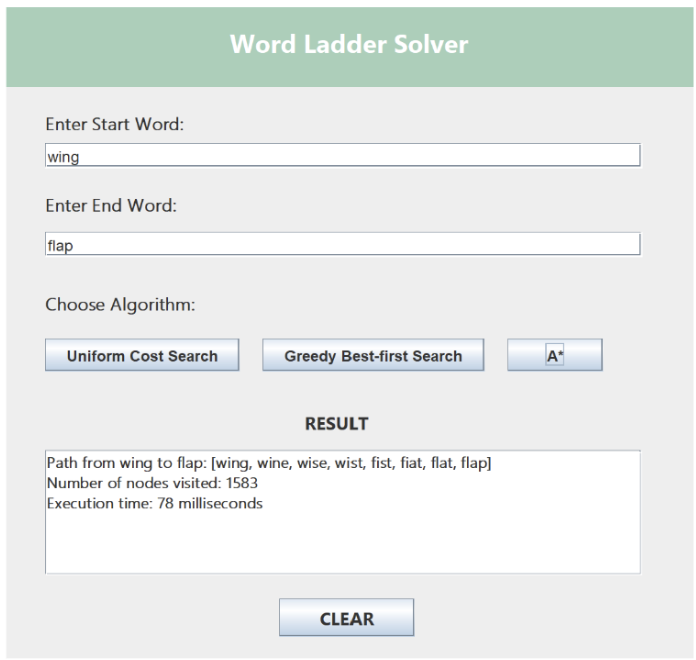 Word Ladder Solver
Enter Start Word:
wing
Enter End Word:
flap
Choose Algorithm:
Uniform Cost Search Greedy Best-first Search A*
RESULT
Path from wing to flap: [wing, wine, wise, wist, fist, fiat, flat, flap]
Number of nodes visited: 1583
Execution time: 78 milliseconds
CLEAR